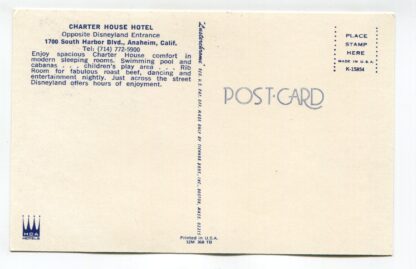 CHARTER HOUSE HOTEL
Opposite Disneyland Entrance
1700 South Harbor Blvd., Anaheim, Calif.
Tel: (714) 772-5900
Enjoy spacious Charter House comfort in
modern sleeping rooms. Swimming pool and
cabanas . . . children's play area . . . Rib
Room for fabulous roast beef, dancing and
entertainment nightly. Just across the street
Disneyland offers hours of enjoyment.
PLACE
STAMP
HERE
MADE IN U.S.A.
POST-CARD
HOTELS
Printed in U.S.A.